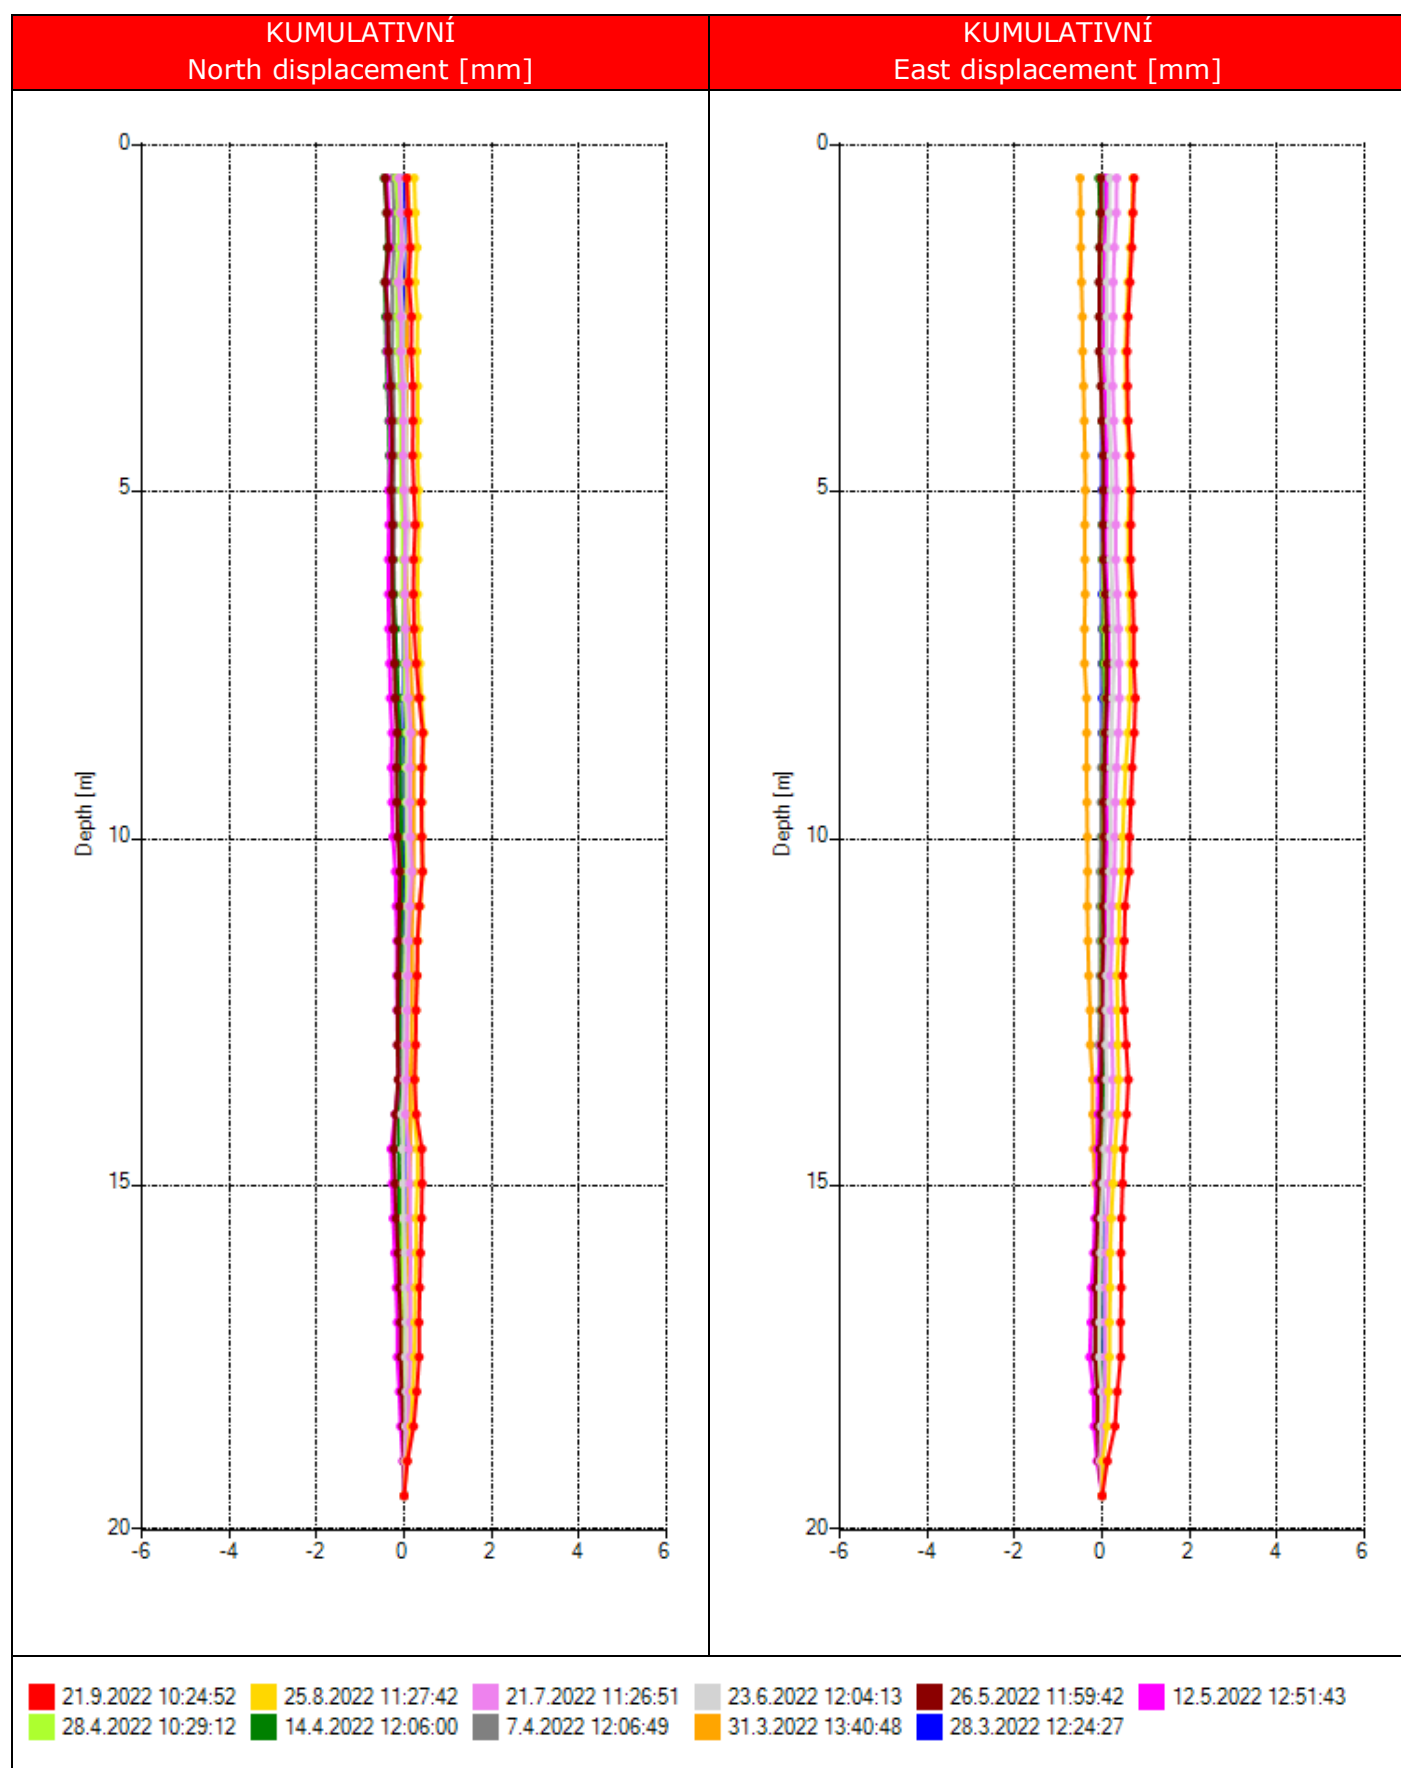 KUMULATIVNÍ
North displacement [mm]
KUMULATIVNÍ
East displacement [mm]
0
5
10
15
20
Depth [m]
-6 -4 -2 0 2 4 6
0
5
10
15
20
Depth [m]
-6 -4 -2 0 2 4 6
21.9.2022 10:24:52 25.8.2022 11:27:42 21.7.2022 11:26:51 23.6.2022 12:04:13 26.5.2022 11:59:42 12.5.2022 12:51:43
28.4.2022 10:29:12 14.4.2022 12:06:00 7.4.2022 12:06:49 31.3.2022 13:40:48 28.3.2022 12:24:27